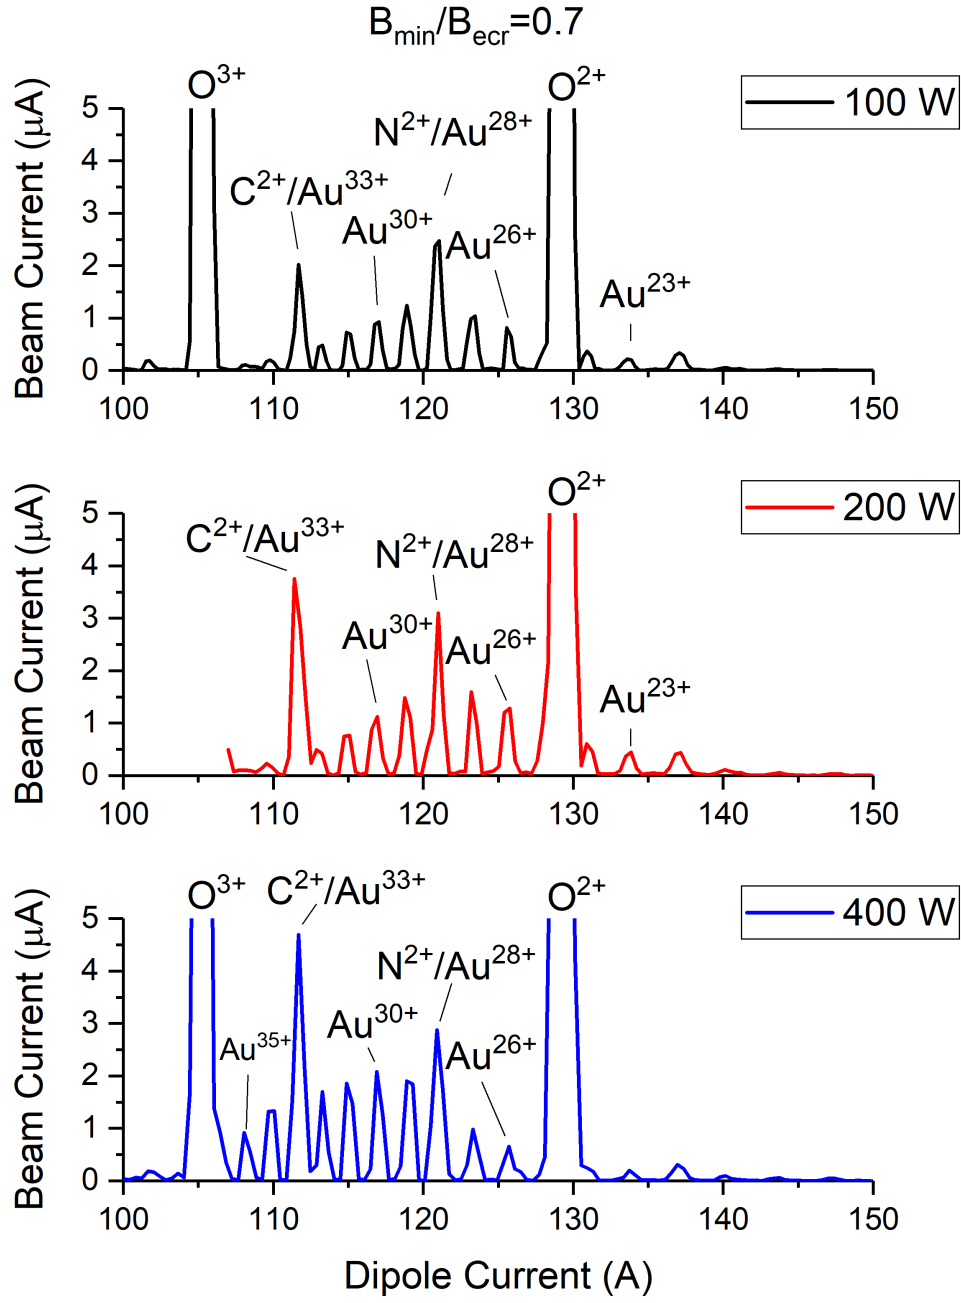 B_min/B_ecr=0.7
O³⁺
O²⁺
100 W
N²⁺/Au²⁸⁺
C²⁺/Au³³⁺
Au³⁰⁺
Au²⁶⁺
Au²³⁺
Beam Current (μA)
5
4
3
2
1
0
100 110 120 130 140 150
O²⁺
200 W
C²⁺/Au³³⁺
N²⁺/Au²⁸⁺
Au³⁰⁺
Au²⁶⁺
Au²³⁺
Beam Current (μA)
5
4
3
2
1
0
100 110 120 130 140 150
O³⁺
C²⁺/Au³³⁺
O²⁺
400 W
N²⁺/Au²⁸⁺
Au³⁰⁺
Au³⁵⁺
Au²⁶⁺
Beam Current (μA)
5
4
3
2
1
0
100 110 120 130 140 150
Dipole Current (A)